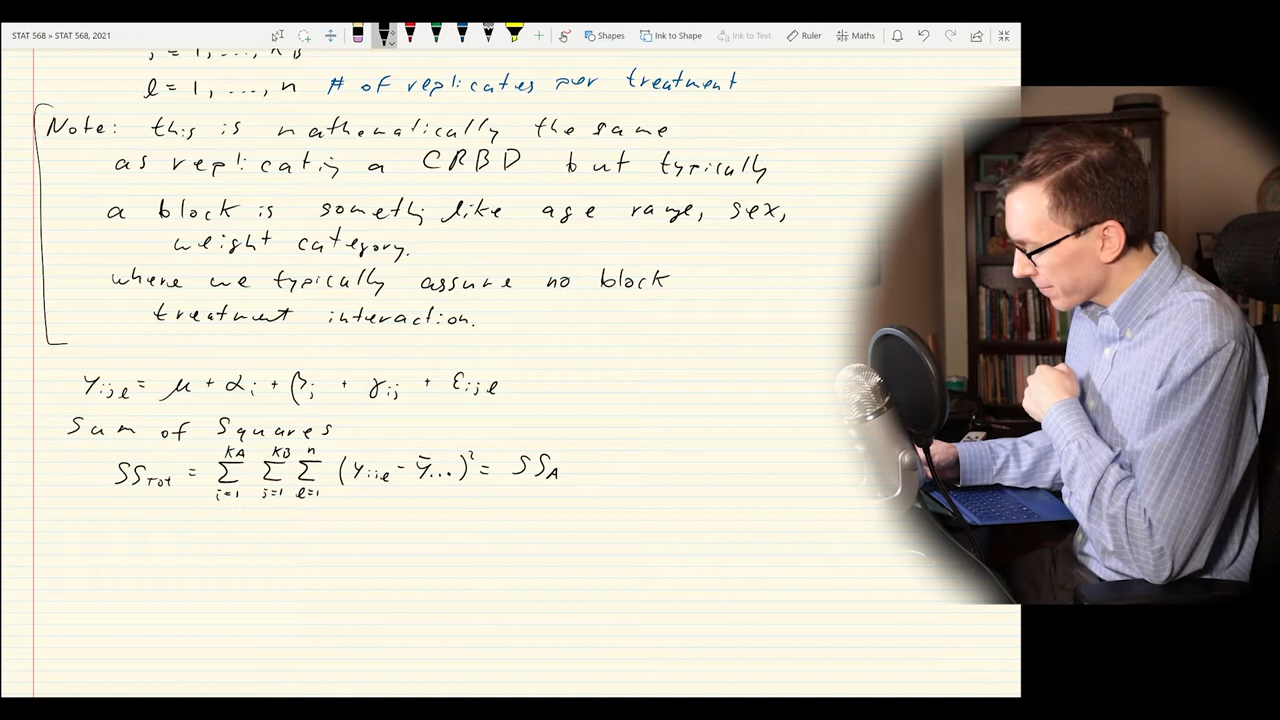 STAT 568 » STAT 568, 2021
Shapes Ink to Shape Ink to Text Ruler Maths
j = 1, ..., KB
l = 1, ..., n # of replicates per treatment
Note: this is mathematically the same
as replicating a CRBD but typically
a block is something like age range, sex,
weight category.
where we typically assume no block
treatment interaction.
Yijl = μ + αi + βj + γij + εijl
Sum of Squares
SSTot = Σ_{i=1}^{KA} Σ_{j=1}^{KB} Σ_{l=1}^{n} (Yijl - Ȳ...)² = SSA